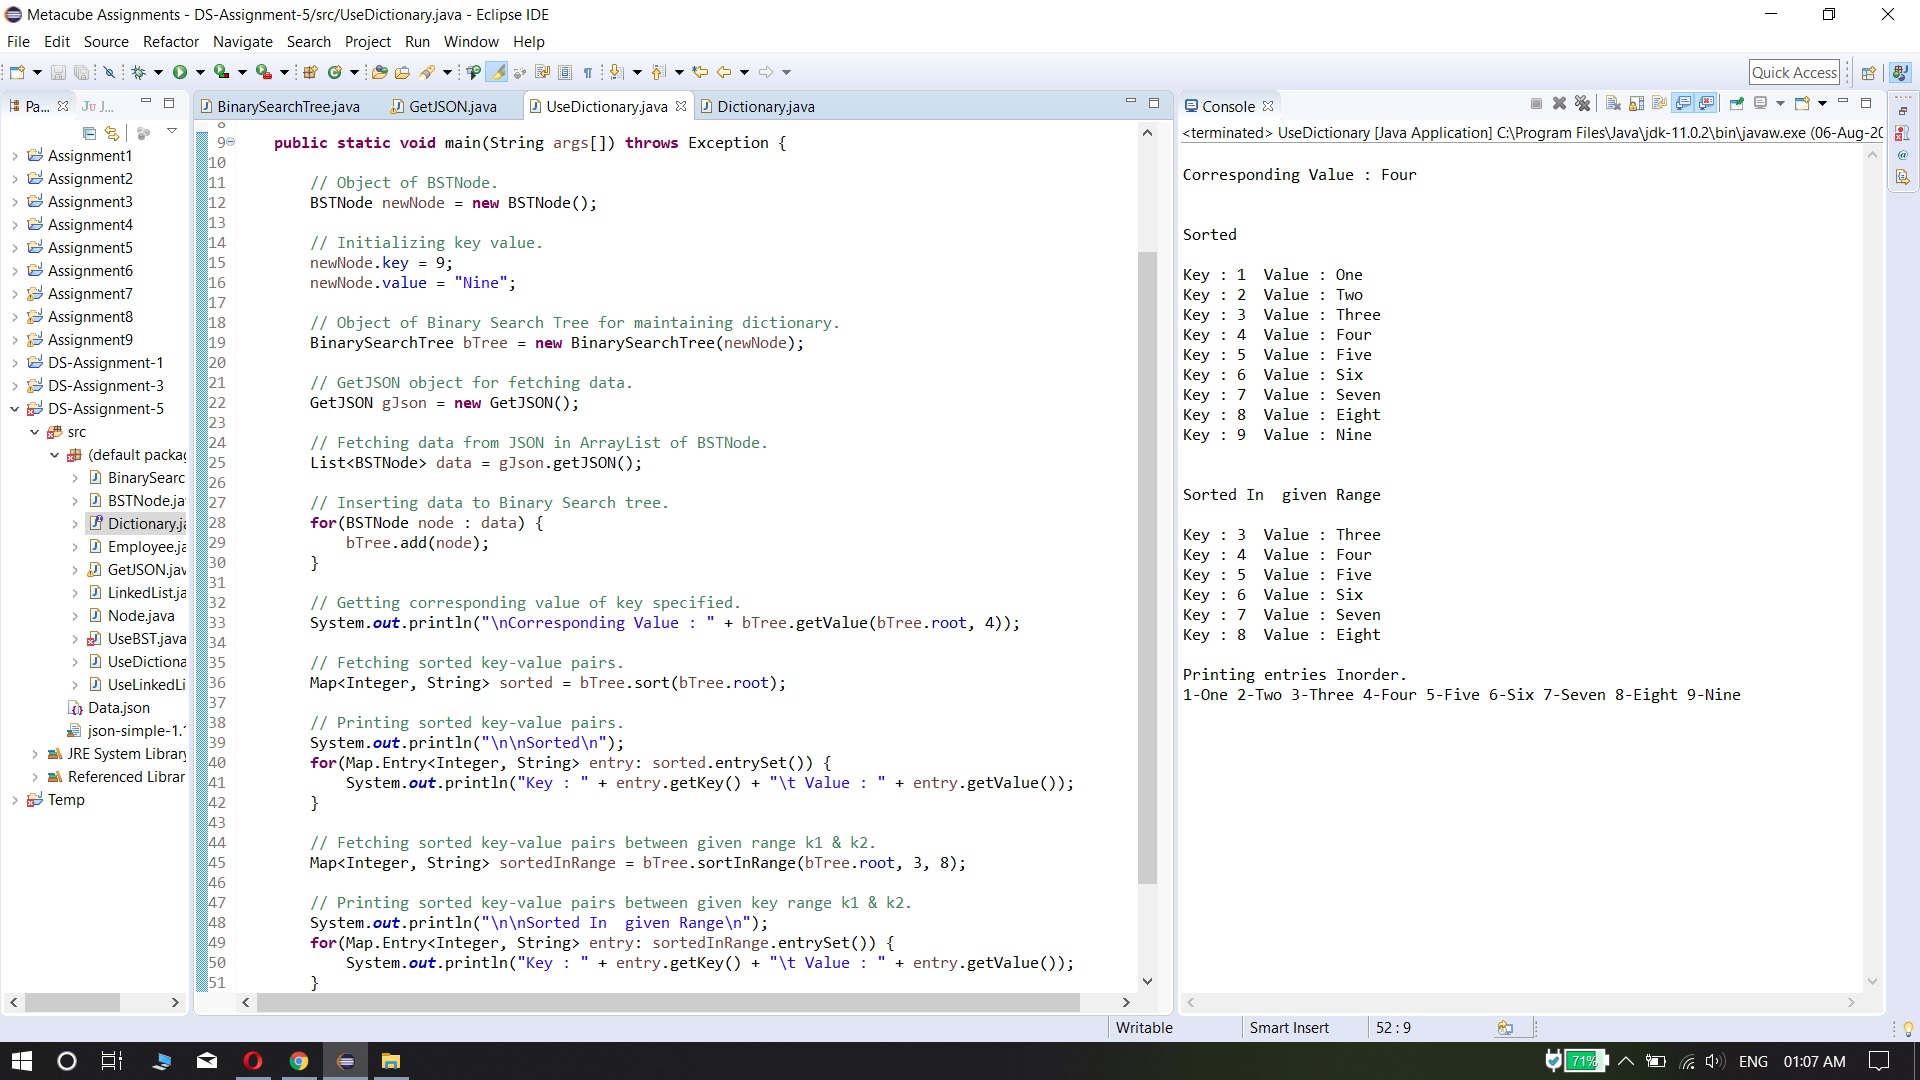 Metacube Assignments - DS-Assignment-5/src/UseDictionary.java - Eclipse IDE
File Edit Source Refactor Navigate Search Project Run Window Help
Quick Access
Pa...
Ju J...
Assignment1
Assignment2
Assignment3
Assignment4
Assignment5
Assignment6
Assignment7
Assignment8
Assignment9
DS-Assignment-1
DS-Assignment-3
DS-Assignment-5
src
(default packag
BinarySearc
BSTNode.ja
Dictionary.ja
Employee.ja
GetJSON.jav
LinkedList.ja
Node.java
UseBST.java
UseDictiona
UseLinkedLi
Data.json
json-simple-1.1
JRE System Library
Referenced Librar
Temp
BinarySearchTree.java GetJSON.java UseDictionary.java Dictionary.java
8
9 public static void main(String args[]) throws Exception {
10
11 // Object of BSTNode.
12 BSTNode newNode = new BSTNode();
13
14 // Initializing key value.
15 newNode.key = 9;
16 newNode.value = "Nine";
17
18 // Object of Binary Search Tree for maintaining dictionary.
19 BinarySearchTree bTree = new BinarySearchTree(newNode);
20
21 // GetJSON object for fetching data.
22 GetJSON gJson = new GetJSON();
23
24 // Fetching data from JSON in ArrayList of BSTNode.
25 List<BSTNode> data = gJson.getJSON();
26
27 // Inserting data to Binary Search tree.
28 for(BSTNode node : data) {
29 bTree.add(node);
30 }
31
32 // Getting corresponding value of key specified.
33 System.out.println("\nCorresponding Value : " + bTree.getValue(bTree.root, 4));
34
35 // Fetching sorted key-value pairs.
36 Map<Integer, String> sorted = bTree.sort(bTree.root);
37
38 // Printing sorted key-value pairs.
39 System.out.println("\n\nSorted\n");
40 for(Map.Entry<Integer, String> entry: sorted.entrySet()) {
41 System.out.println("Key : " + entry.getKey() + "\t Value : " + entry.getValue());
42 }
43
44 // Fetching sorted key-value pairs between given range k1 & k2.
45 Map<Integer, String> sortedInRange = bTree.sortInRange(bTree.root, 3, 8);
46
47 // Printing sorted key-value pairs between given key range k1 & k2.
48 System.out.println("\n\nSorted In  given Range\n");
49 for(Map.Entry<Integer, String> entry: sortedInRange.entrySet()) {
50 System.out.println("Key : " + entry.getKey() + "\t Value : " + entry.getValue());
51 }
Console
<terminated> UseDictionary [Java Application] C:\Program Files\Java\jdk-11.0.2\bin\javaw.exe (06-Aug-20
Corresponding Value : Four
Sorted
Key : 1  Value : One
Key : 2  Value : Two
Key : 3  Value : Three
Key : 4  Value : Four
Key : 5  Value : Five
Key : 6  Value : Six
Key : 7  Value : Seven
Key : 8  Value : Eight
Key : 9  Value : Nine
Sorted In  given Range
Key : 3  Value : Three
Key : 4  Value : Four
Key : 5  Value : Five
Key : 6  Value : Six
Key : 7  Value : Seven
Key : 8  Value : Eight
Printing entries Inorder.
1-One 2-Two 3-Three 4-Four 5-Five 6-Six 7-Seven 8-Eight 9-Nine
Writable Smart Insert 52 : 9
71% ENG 01:07 AM